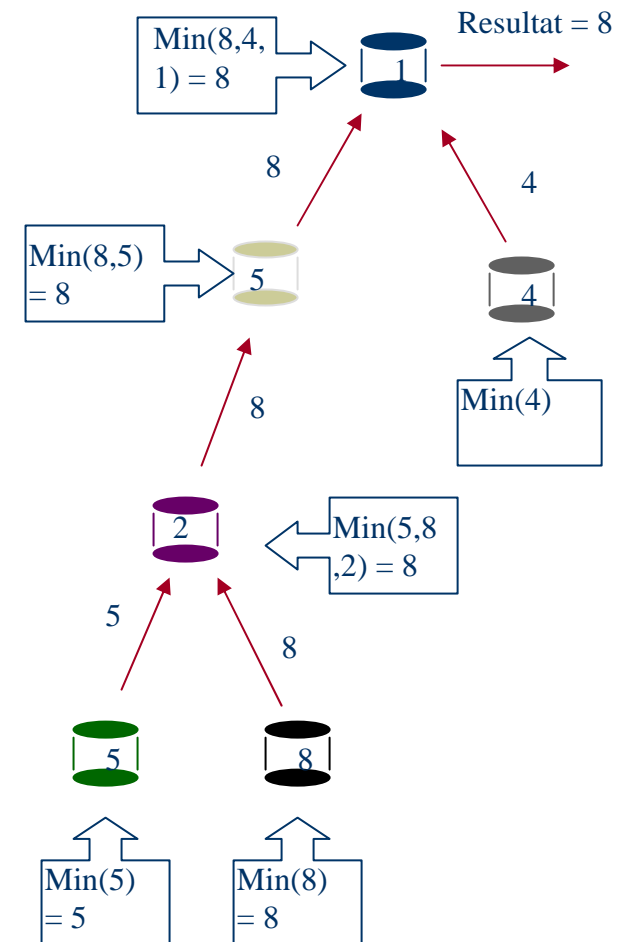 Resultat = 8
Min(8,4,
1) = 8
1
8
4
Min(8,5)
= 8
5
4
Min(4)
8
2
Min(5,8
,2) = 8
5
8
5
8
Min(5)
= 5
Min(8)
= 8